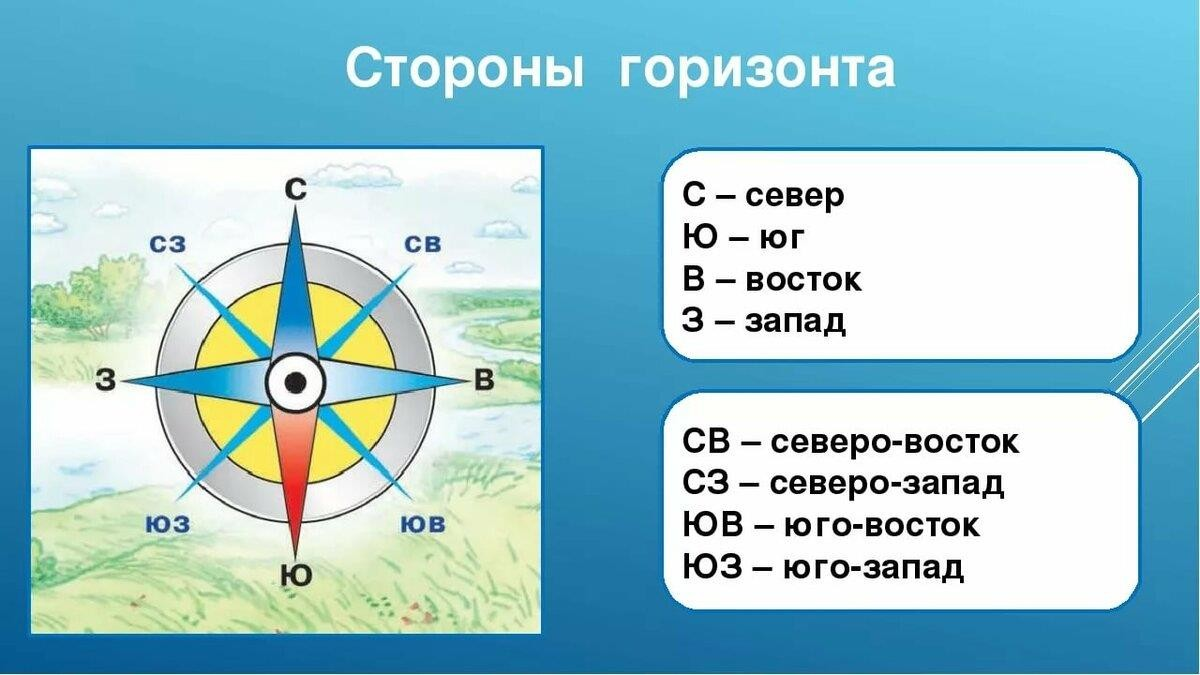 Стороны горизонта
С
СЗ
СВ
З
В
ЮЗ
ЮВ
Ю
С – север
Ю – юг
В – восток
З – запад
СВ – северо-восток
СЗ – северо-запад
ЮВ – юго-восток
ЮЗ – юго-запад